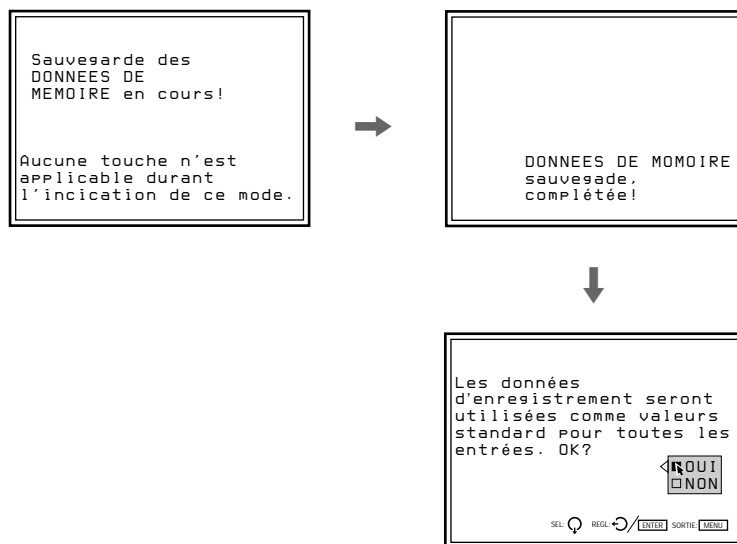 Sauvegarde des
DONNEES DE
MEMOIRE en cours!
Aucune touche n'est
applicable durant
l'incication de ce mode.
DONNEES DE MOMOIRE
sauvegade,
complétée!
Les données
d'enregistrement seront
utilisées comme valeurs
standard pour toutes les
entrées. OK?
OUI
NON
SEL: REGL: / ENTER SORTIE: MENU